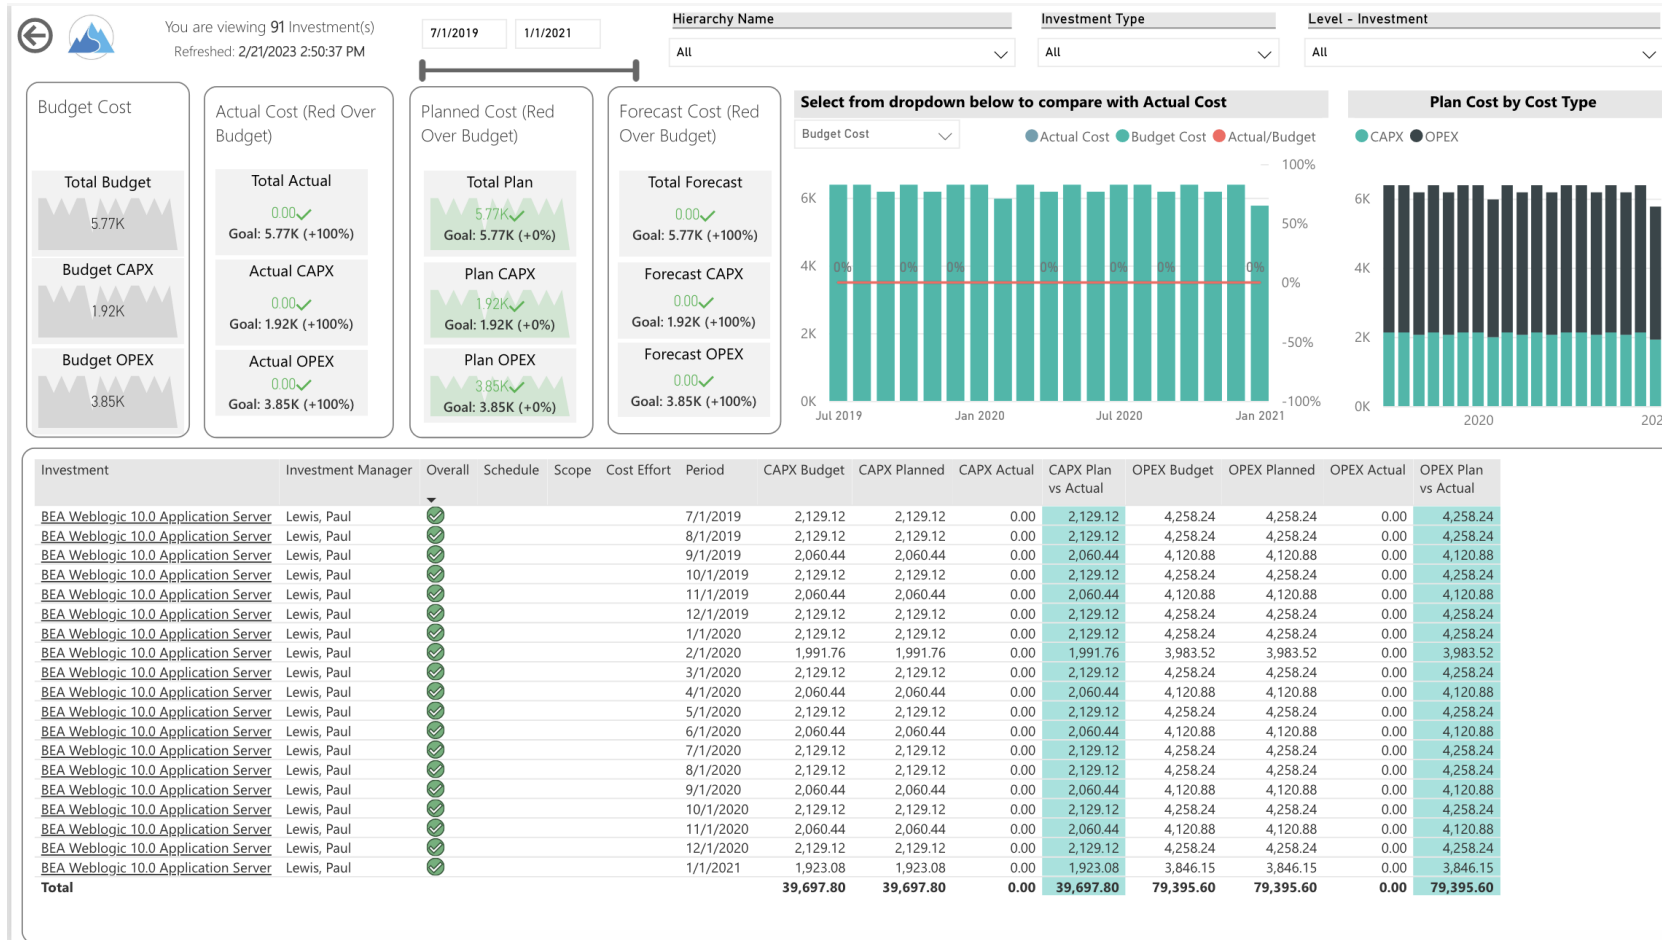 You are viewing 91 Investment(s)
Refreshed: 2/21/2023 2:50:37 PM
7/1/2019 1/1/2021
Hierarchy Name
All
Investment Type
All
Level - Investment
All
Budget Cost
Total Budget
5.77K
Budget CAPX
1.92K
Budget OPEX
3.85K
Actual Cost (Red Over
Budget)
Total Actual
0.00
Goal: 5.77K (+100%)
Actual CAPX
0.00
Goal: 1.92K (+100%)
Actual OPEX
0.00
Goal: 3.85K (+100%)
Planned Cost (Red
Over Budget)
Total Plan
5.77K
Goal: 5.77K (+0%)
Plan CAPX
1.92K
Goal: 1.92K (+0%)
Plan OPEX
3.85K
Goal: 3.85K (+0%)
Forecast Cost (Red
Over Budget)
Total Forecast
0.00
Goal: 5.77K (+100%)
Forecast CAPX
0.00
Goal: 1.92K (+100%)
Forecast OPEX
0.00
Goal: 3.85K (+100%)
Select from dropdown below to compare with Actual Cost
Budget Cost
Actual Cost Budget Cost Actual/Budget
100%
6K
50%
4K 0% 0% 0% 0% 0% 0% 0%
0%
2K
-50%
0K -100%
Jul 2019 Jan 2020 Jul 2020 Jan 2021
Plan Cost by Cost Type
CAPX OPEX
6K
4K
2K
0K
2020 202
Investment Investment Manager Overall Schedule Scope Cost Effort Period CAPX Budget CAPX Planned CAPX Actual CAPX Plan vs Actual OPEX Budget OPEX Planned OPEX Actual OPEX Plan vs Actual
BEA Weblogic 10.0 Application Server Lewis, Paul 7/1/2019 2,129.12 2,129.12 0.00 2,129.12 4,258.24 4,258.24 0.00 4,258.24
BEA Weblogic 10.0 Application Server Lewis, Paul 8/1/2019 2,129.12 2,129.12 0.00 2,129.12 4,258.24 4,258.24 0.00 4,258.24
BEA Weblogic 10.0 Application Server Lewis, Paul 9/1/2019 2,060.44 2,060.44 0.00 2,060.44 4,120.88 4,120.88 0.00 4,120.88
BEA Weblogic 10.0 Application Server Lewis, Paul 10/1/2019 2,129.12 2,129.12 0.00 2,129.12 4,258.24 4,258.24 0.00 4,258.24
BEA Weblogic 10.0 Application Server Lewis, Paul 11/1/2019 2,060.44 2,060.44 0.00 2,060.44 4,120.88 4,120.88 0.00 4,120.88
BEA Weblogic 10.0 Application Server Lewis, Paul 12/1/2019 2,129.12 2,129.12 0.00 2,129.12 4,258.24 4,258.24 0.00 4,258.24
BEA Weblogic 10.0 Application Server Lewis, Paul 1/1/2020 2,129.12 2,129.12 0.00 2,129.12 4,258.24 4,258.24 0.00 4,258.24
BEA Weblogic 10.0 Application Server Lewis, Paul 2/1/2020 1,991.76 1,991.76 0.00 1,991.76 3,983.52 3,983.52 0.00 3,983.52
BEA Weblogic 10.0 Application Server Lewis, Paul 3/1/2020 2,129.12 2,129.12 0.00 2,129.12 4,258.24 4,258.24 0.00 4,258.24
BEA Weblogic 10.0 Application Server Lewis, Paul 4/1/2020 2,060.44 2,060.44 0.00 2,060.44 4,120.88 4,120.88 0.00 4,120.88
BEA Weblogic 10.0 Application Server Lewis, Paul 5/1/2020 2,129.12 2,129.12 0.00 2,129.12 4,258.24 4,258.24 0.00 4,258.24
BEA Weblogic 10.0 Application Server Lewis, Paul 6/1/2020 2,060.44 2,060.44 0.00 2,060.44 4,120.88 4,120.88 0.00 4,120.88
BEA Weblogic 10.0 Application Server Lewis, Paul 7/1/2020 2,129.12 2,129.12 0.00 2,129.12 4,258.24 4,258.24 0.00 4,258.24
BEA Weblogic 10.0 Application Server Lewis, Paul 8/1/2020 2,129.12 2,129.12 0.00 2,129.12 4,258.24 4,258.24 0.00 4,258.24
BEA Weblogic 10.0 Application Server Lewis, Paul 9/1/2020 2,060.44 2,060.44 0.00 2,060.44 4,120.88 4,120.88 0.00 4,120.88
BEA Weblogic 10.0 Application Server Lewis, Paul 10/1/2020 2,129.12 2,129.12 0.00 2,129.12 4,258.24 4,258.24 0.00 4,258.24
BEA Weblogic 10.0 Application Server Lewis, Paul 11/1/2020 2,060.44 2,060.44 0.00 2,060.44 4,120.88 4,120.88 0.00 4,120.88
BEA Weblogic 10.0 Application Server Lewis, Paul 12/1/2020 2,129.12 2,129.12 0.00 2,129.12 4,258.24 4,258.24 0.00 4,258.24
BEA Weblogic 10.0 Application Server Lewis, Paul 1/1/2021 1,923.08 1,923.08 0.00 1,923.08 3,846.15 3,846.15 0.00 3,846.15
Total 39,697.80 39,697.80 0.00 39,697.80 79,395.60 79,395.60 0.00 79,395.60